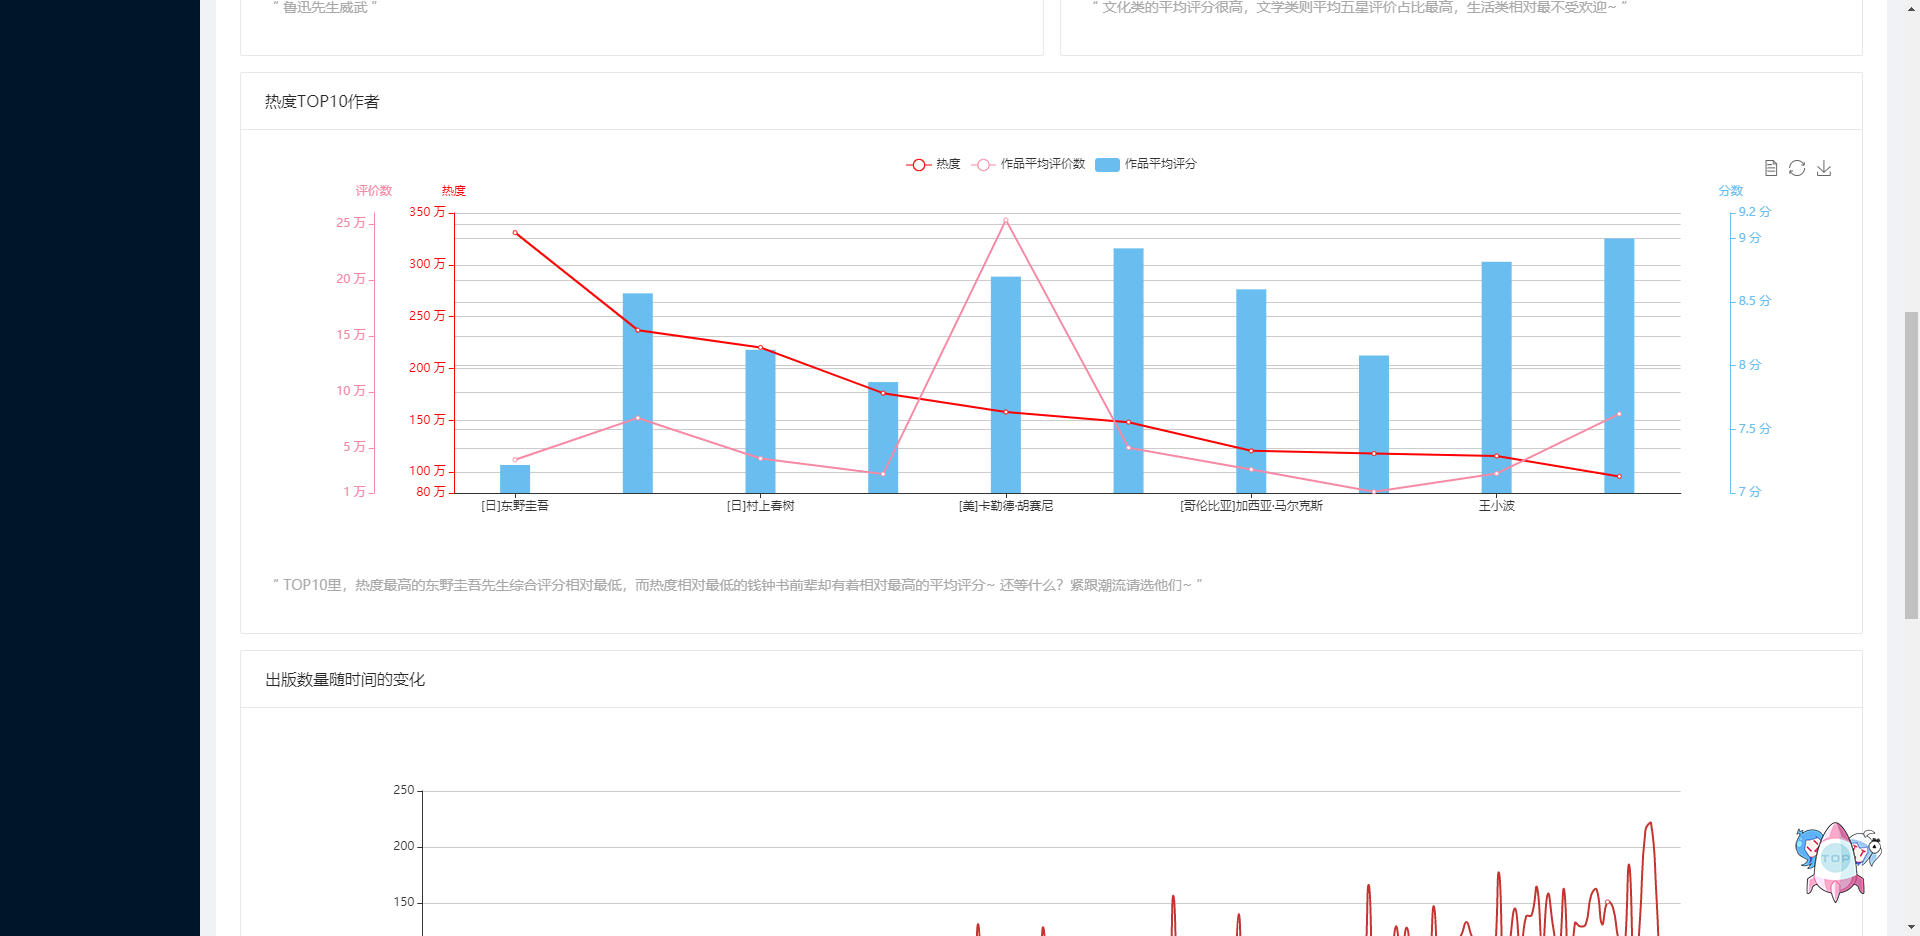 “ 鲁迅先生威武 ”
“ 文化类的平均评分很高，文学类则平均五星评价占比最高，生活类相对最不受欢迎~ ”
热度TOP10作者
热度 作品平均评价数 作品平均评分
评价数 热度 分数
25 万 350 万 9.2 分
9 分
20 万 300 万 8.5 分
15 万 250 万
10 万 200 万 8 分
5 万 150 万 7.5 分
100 万
1 万 80 万 7 分
[日]东野圭吾 [日]村上春树 [美]卡勒德·胡赛尼 [哥伦比亚]加西亚·马尔克斯 王小波
“ TOP10里，热度最高的东野圭吾先生综合评分相对最低，而热度相对最低的钱钟书前辈却有着相对最高的平均评分~ 还等什么？紧跟潮流请选他们~ ”
出版数量随时间的变化
250
200
150
TOP